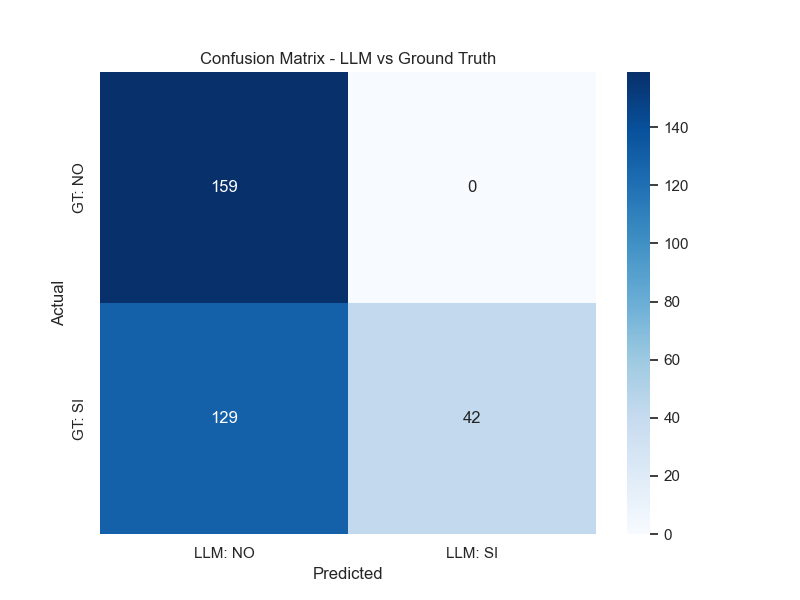 Confusion Matrix - LLM vs Ground Truth
GT: NO
159
0
140
120
100
80
60
40
20
0
Actual
GT: SI
129
42
LLM: NO
LLM: SI
Predicted